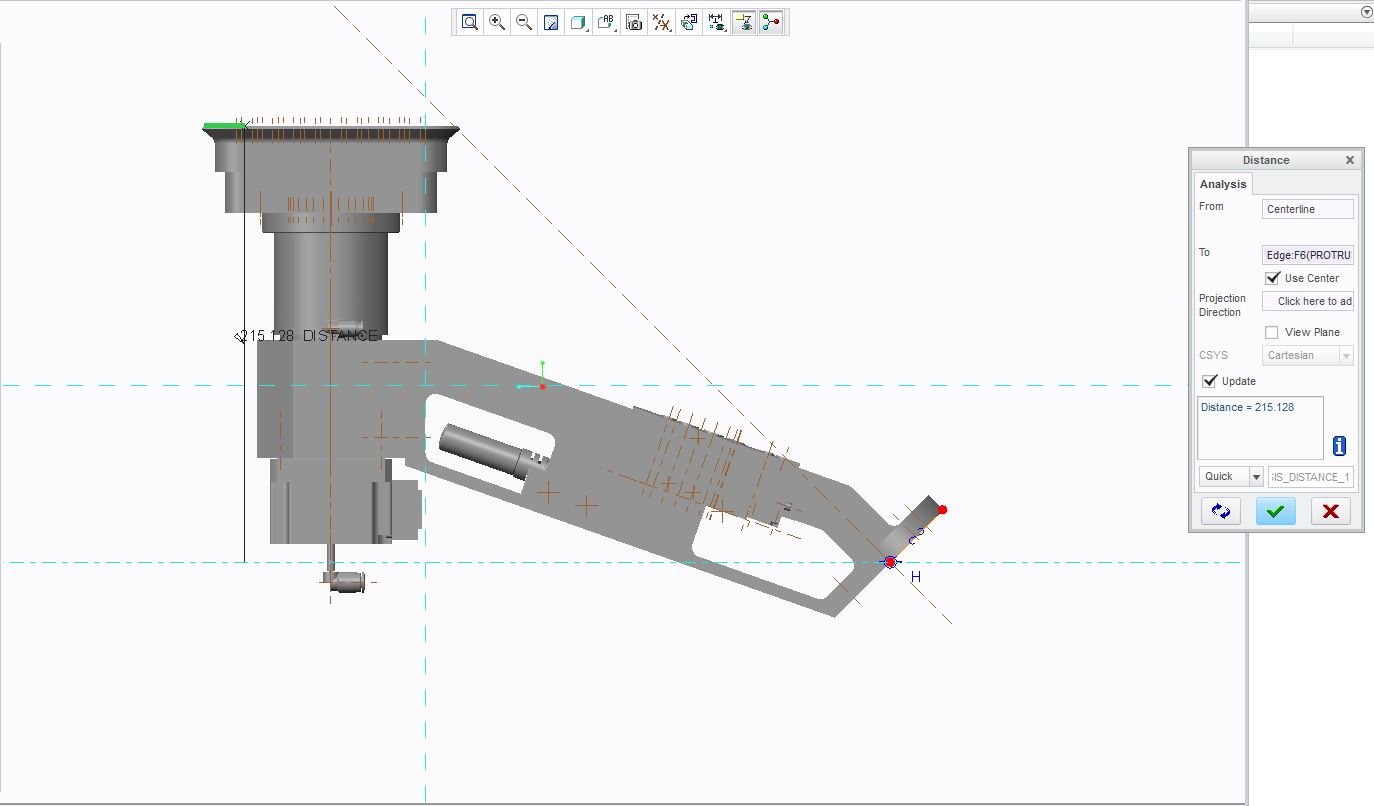 AB
Distance
Analysis
From
Centerline
To
Edge:F6(PROTRU
Use Center
Projection
Direction
Click here to ad
View Plane
CSYS
Cartesian
Update
Distance = 215.128
Quick
IS_DISTANCE_1
215.128 DISTANCE
H